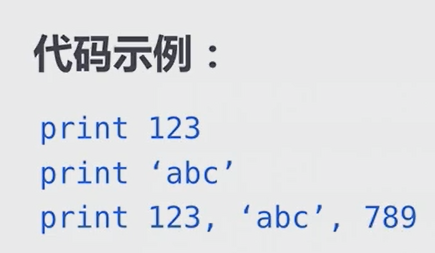 代码示例：
print 123
print ‘abc’
print 123, ‘abc’, 789